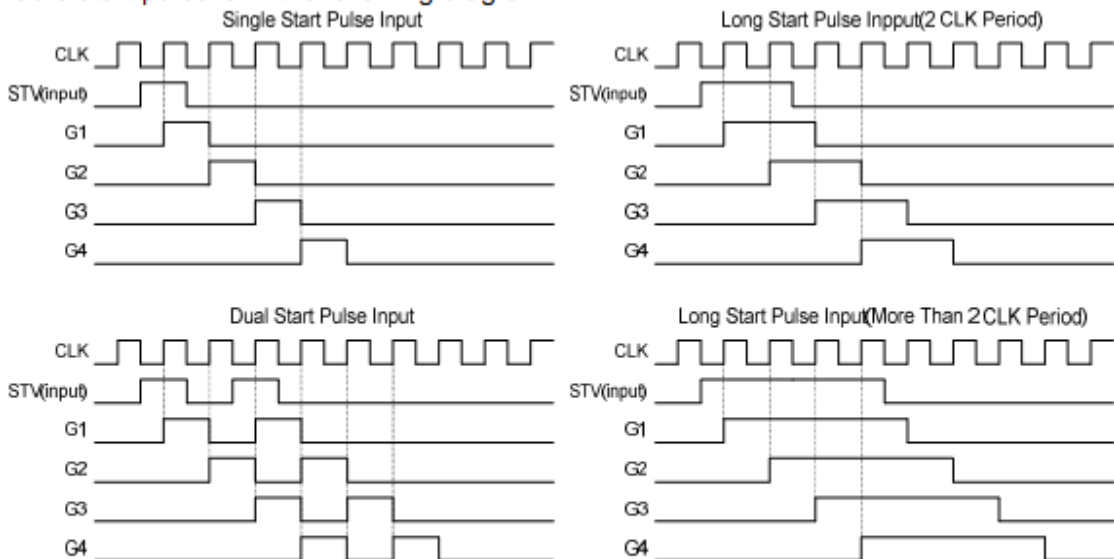 Single Start Pulse Input
CLK
STV(input)
G1
G2
G3
G4
Long Start Pulse Inpput(2 CLK Period)
CLK
STV(input)
G1
G2
G3
G4
Dual Start Pulse Input
CLK
STV(input)
G1
G2
G3
G4
Long Start Pulse Input(More Than 2 CLK Period)
CLK
STV(input)
G1
G2
G3
G4